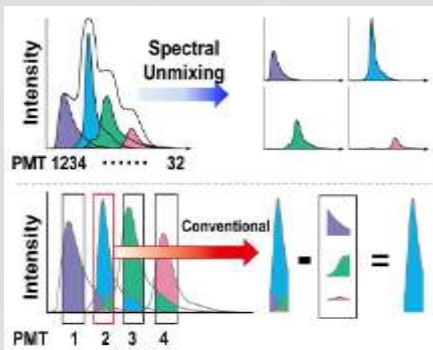 Intensity
Spectral
Unmixing
PMT 1234 ...... 32
Intensity
Conventional
- =
PMT 1 2 3 4